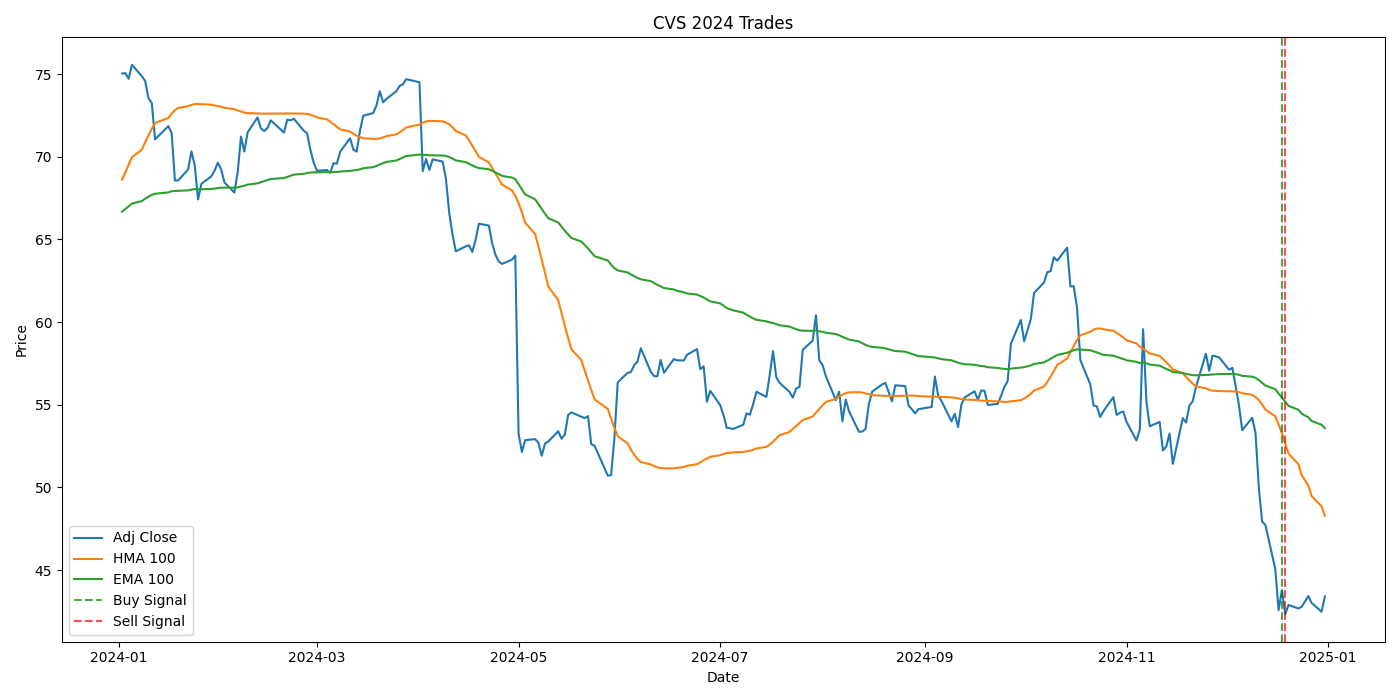 CVS 2024 Trades
Price
75
70
65
60
55
50
45
Adj Close
HMA 100
EMA 100
Buy Signal
Sell Signal
2024-01
2024-03
2024-05
2024-07
2024-09
2024-11
2025-01
Date